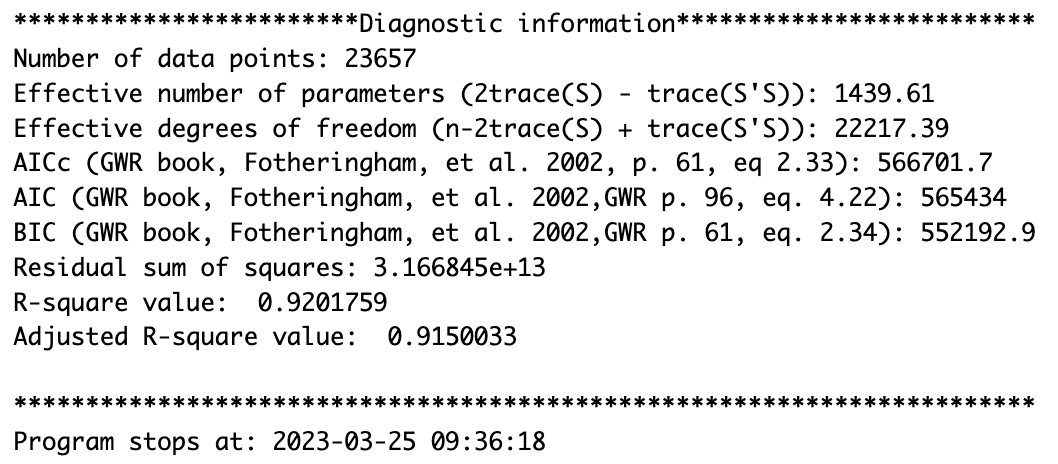 ************************Diagnostic information*************************
Number of data points: 23657
Effective number of parameters (2trace(S) - trace(S'S)): 1439.61
Effective degrees of freedom (n-2trace(S) + trace(S'S)): 22217.39
AICc (GWR book, Fotheringham, et al. 2002, p. 61, eq 2.33): 566701.7
AIC (GWR book, Fotheringham, et al. 2002,GWR p. 96, eq. 4.22): 565434
BIC (GWR book, Fotheringham, et al. 2002,GWR p. 61, eq. 2.34): 552192.9
Residual sum of squares: 3.166845e+13
R-square value:  0.9201759
Adjusted R-square value:  0.9150033
***********************************************************************
Program stops at: 2023-03-25 09:36:18